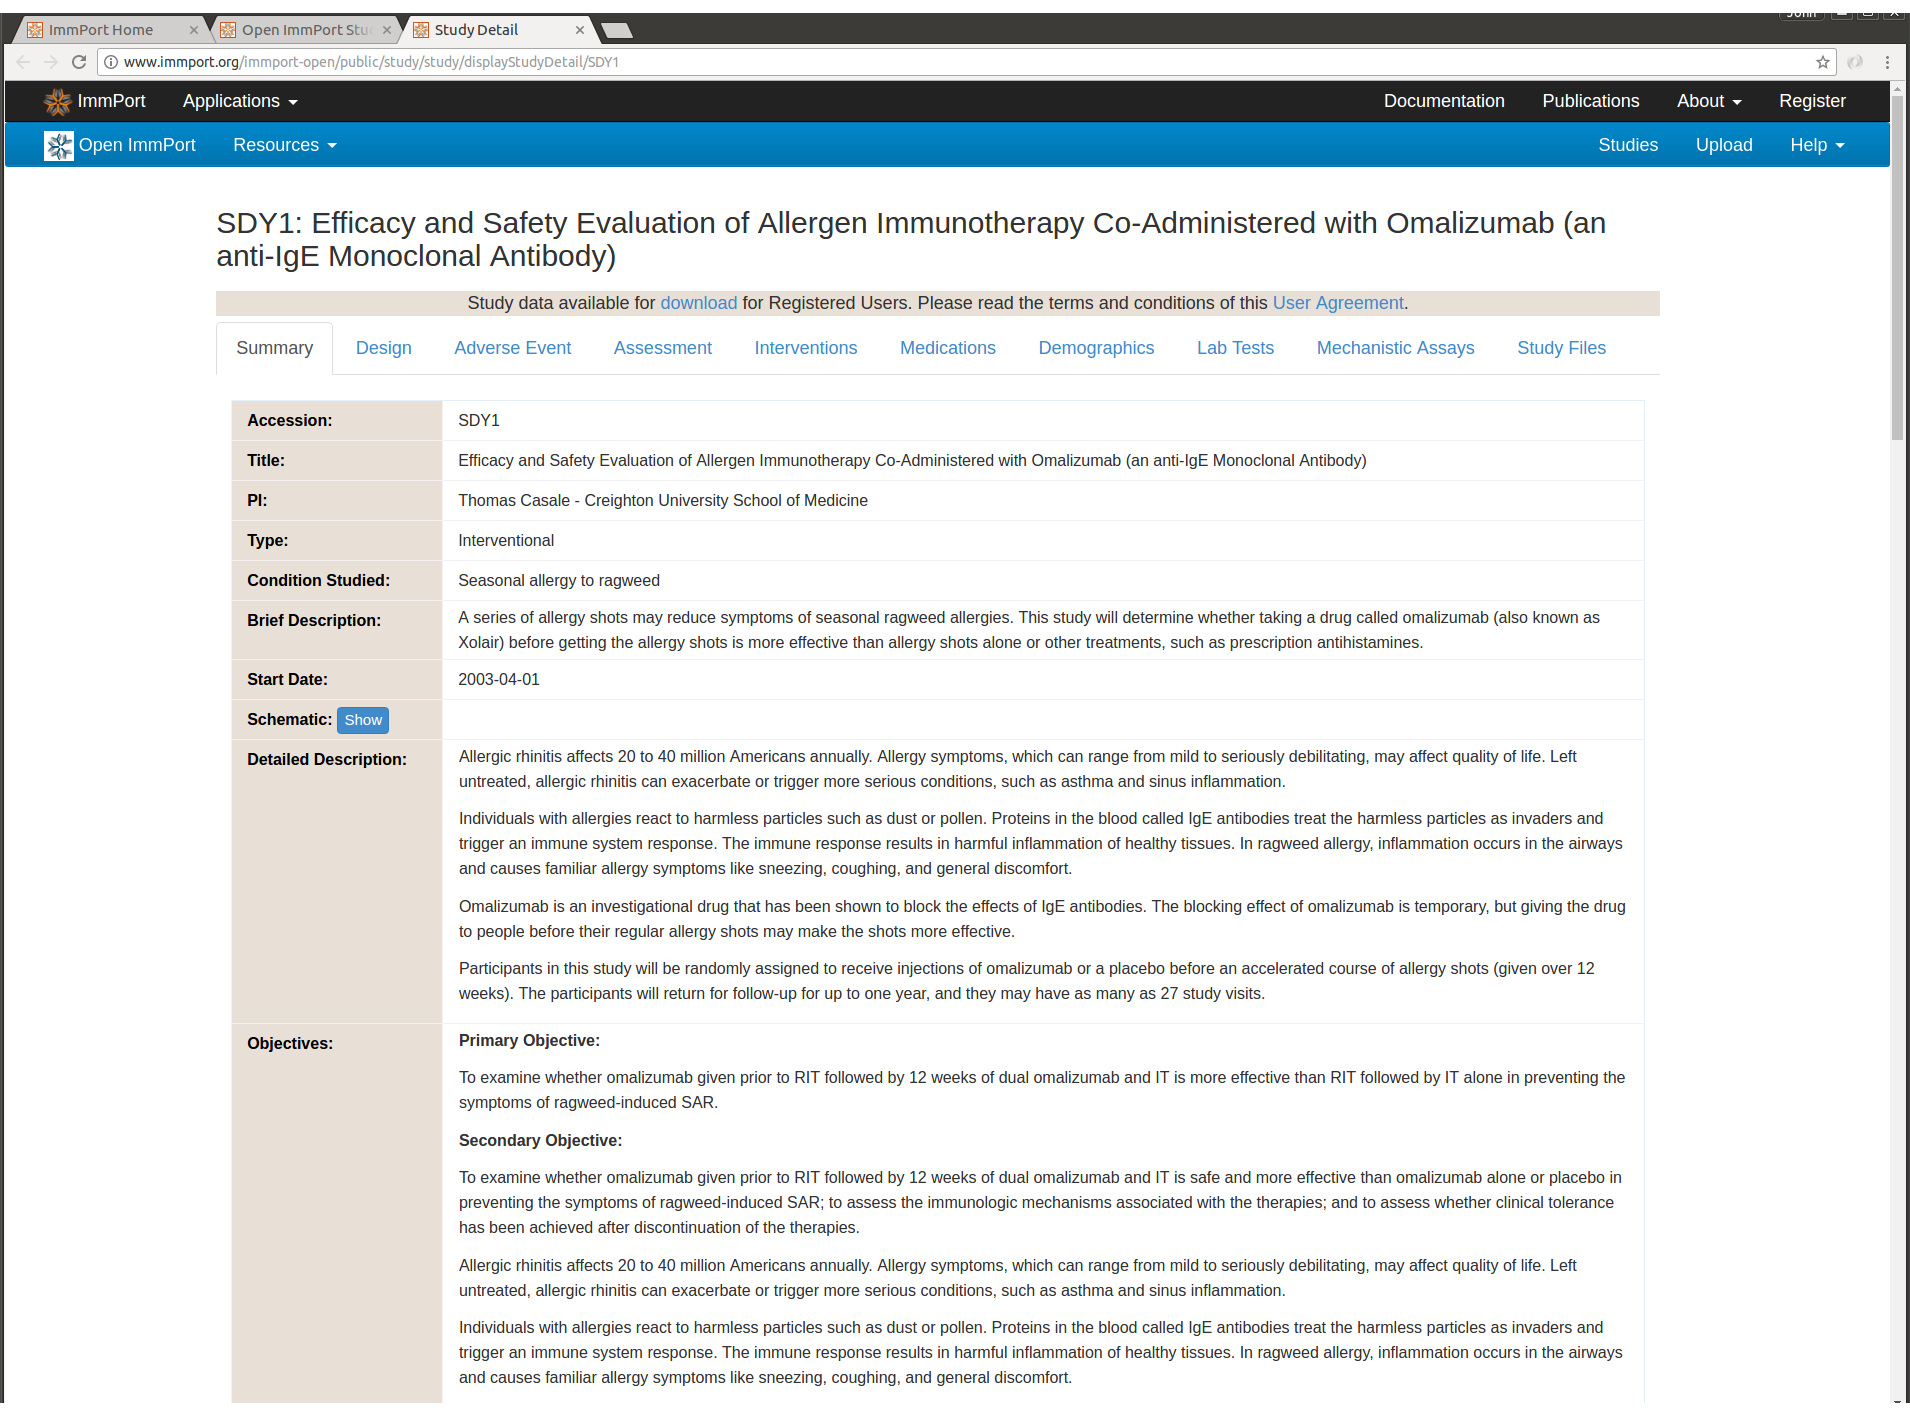 John
ImmPort Home
Open ImmPort Stu
Study Detail
www.immport.org/immport-open/public/study/study/displayStudyDetail/SDY1
ImmPort Applications Documentation Publications About Register
Open ImmPort Resources Studies Upload Help
SDY1: Efficacy and Safety Evaluation of Allergen Immunotherapy Co-Administered with Omalizumab (an
anti-IgE Monoclonal Antibody)
Study data available for download for Registered Users. Please read the terms and conditions of this User Agreement.
Summary Design Adverse Event Assessment Interventions Medications Demographics Lab Tests Mechanistic Assays Study Files
Accession: SDY1
Title: Efficacy and Safety Evaluation of Allergen Immunotherapy Co-Administered with Omalizumab (an anti-IgE Monoclonal Antibody)
PI: Thomas Casale - Creighton University School of Medicine
Type: Interventional
Condition Studied: Seasonal allergy to ragweed
Brief Description: A series of allergy shots may reduce symptoms of seasonal ragweed allergies. This study will determine whether taking a drug called omalizumab (also known as
Xolair) before getting the allergy shots is more effective than allergy shots alone or other treatments, such as prescription antihistamines.
Start Date: 2003-04-01
Schematic: Show
Detailed Description: Allergic rhinitis affects 20 to 40 million Americans annually. Allergy symptoms, which can range from mild to seriously debilitating, may affect quality of life. Left
untreated, allergic rhinitis can exacerbate or trigger more serious conditions, such as asthma and sinus inflammation.
Individuals with allergies react to harmless particles such as dust or pollen. Proteins in the blood called IgE antibodies treat the harmless particles as invaders and
trigger an immune system response. The immune response results in harmful inflammation of healthy tissues. In ragweed allergy, inflammation occurs in the airways
and causes familiar allergy symptoms like sneezing, coughing, and general discomfort.
Omalizumab is an investigational drug that has been shown to block the effects of IgE antibodies. The blocking effect of omalizumab is temporary, but giving the drug
to people before their regular allergy shots may make the shots more effective.
Participants in this study will be randomly assigned to receive injections of omalizumab or a placebo before an accelerated course of allergy shots (given over 12
weeks). The participants will return for follow-up for up to one year, and they may have as many as 27 study visits.
Objectives: Primary Objective:
To examine whether omalizumab given prior to RIT followed by 12 weeks of dual omalizumab and IT is more effective than RIT followed by IT alone in preventing the
symptoms of ragweed-induced SAR.
Secondary Objective:
To examine whether omalizumab given prior to RIT followed by 12 weeks of dual omalizumab and IT is safe and more effective than omalizumab alone or placebo in
preventing the symptoms of ragweed-induced SAR; to assess the immunologic mechanisms associated with the therapies; and to assess whether clinical tolerance
has been achieved after discontinuation of the therapies.
Allergic rhinitis affects 20 to 40 million Americans annually. Allergy symptoms, which can range from mild to seriously debilitating, may affect quality of life. Left
untreated, allergic rhinitis can exacerbate or trigger more serious conditions, such as asthma and sinus inflammation.
Individuals with allergies react to harmless particles such as dust or pollen. Proteins in the blood called IgE antibodies treat the harmless particles as invaders and
trigger an immune system response. The immune response results in harmful inflammation of healthy tissues. In ragweed allergy, inflammation occurs in the airways
and causes familiar allergy symptoms like sneezing, coughing, and general discomfort.